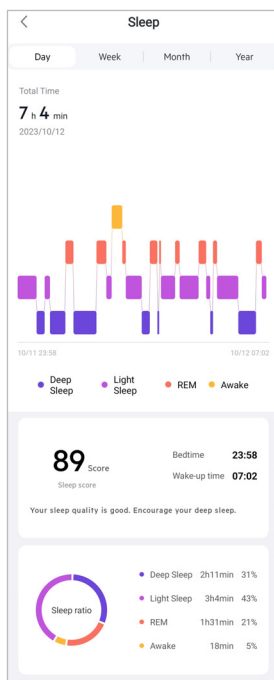 Sleep
Day Week Month Year
Total Time
7 h 4 min
2023/10/12
10/11 23:58 10/12 07:02
Deep Sleep
Light Sleep
REM
Awake
89 Score
Sleep score
Bedtime 23:58
Wake-up time 07:02
Your sleep quality is good. Encourage your deep sleep.
Sleep ratio
Deep Sleep 2h11min 31%
Light Sleep 3h4min 43%
REM 1h31min 21%
Awake 18min 5%